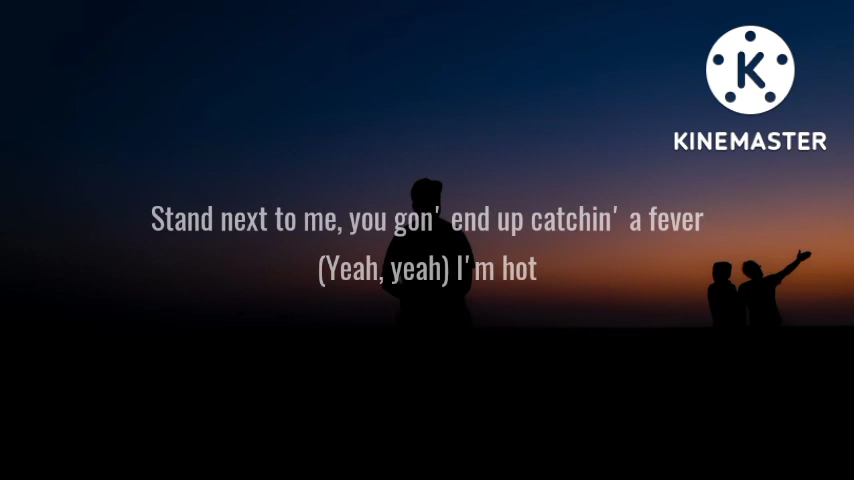 KINEMASTER
Stand next to me, you gon' end up catchin' a fever
(Yeah, yeah) I'm hot